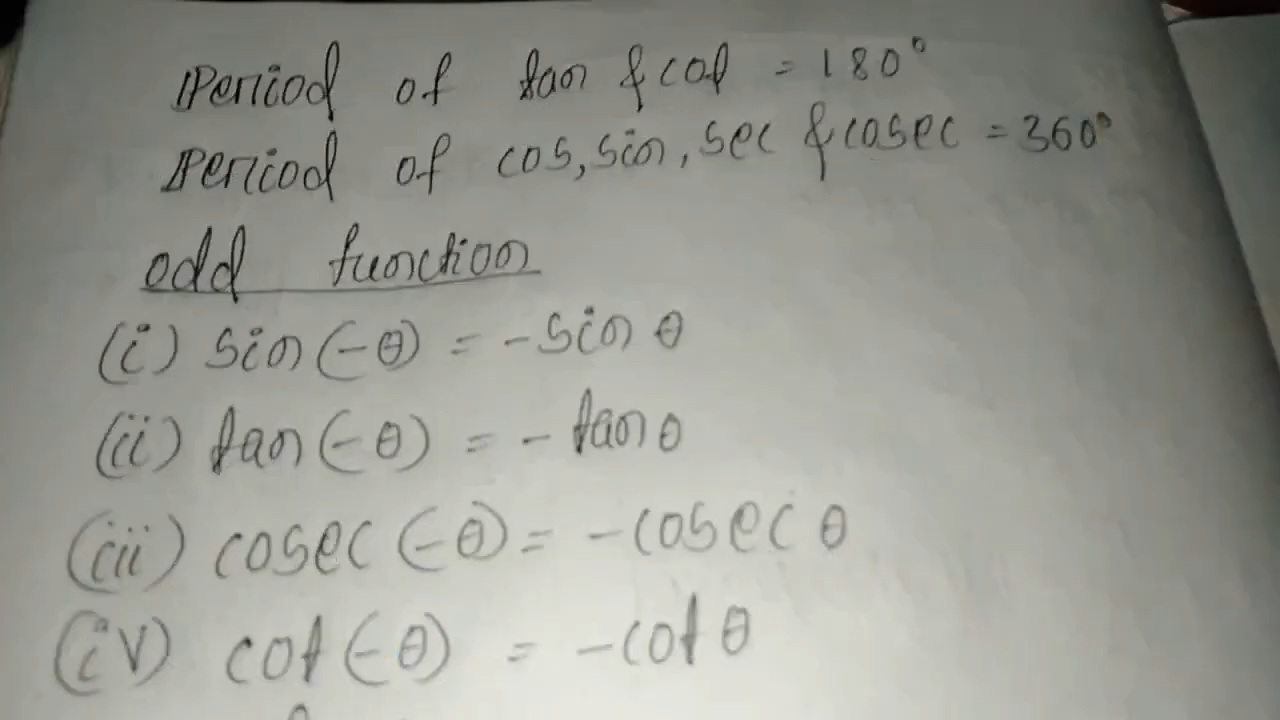 Period of tan & cot = 180°
Period of cos, sin, sec & cosec = 360°
odd function
(i) sin(-θ) = -sin θ
(ii) tan(-θ) = - tan θ
(iii) cosec (-θ) = -cosec θ
(iv) cot (-θ) = -cot θ